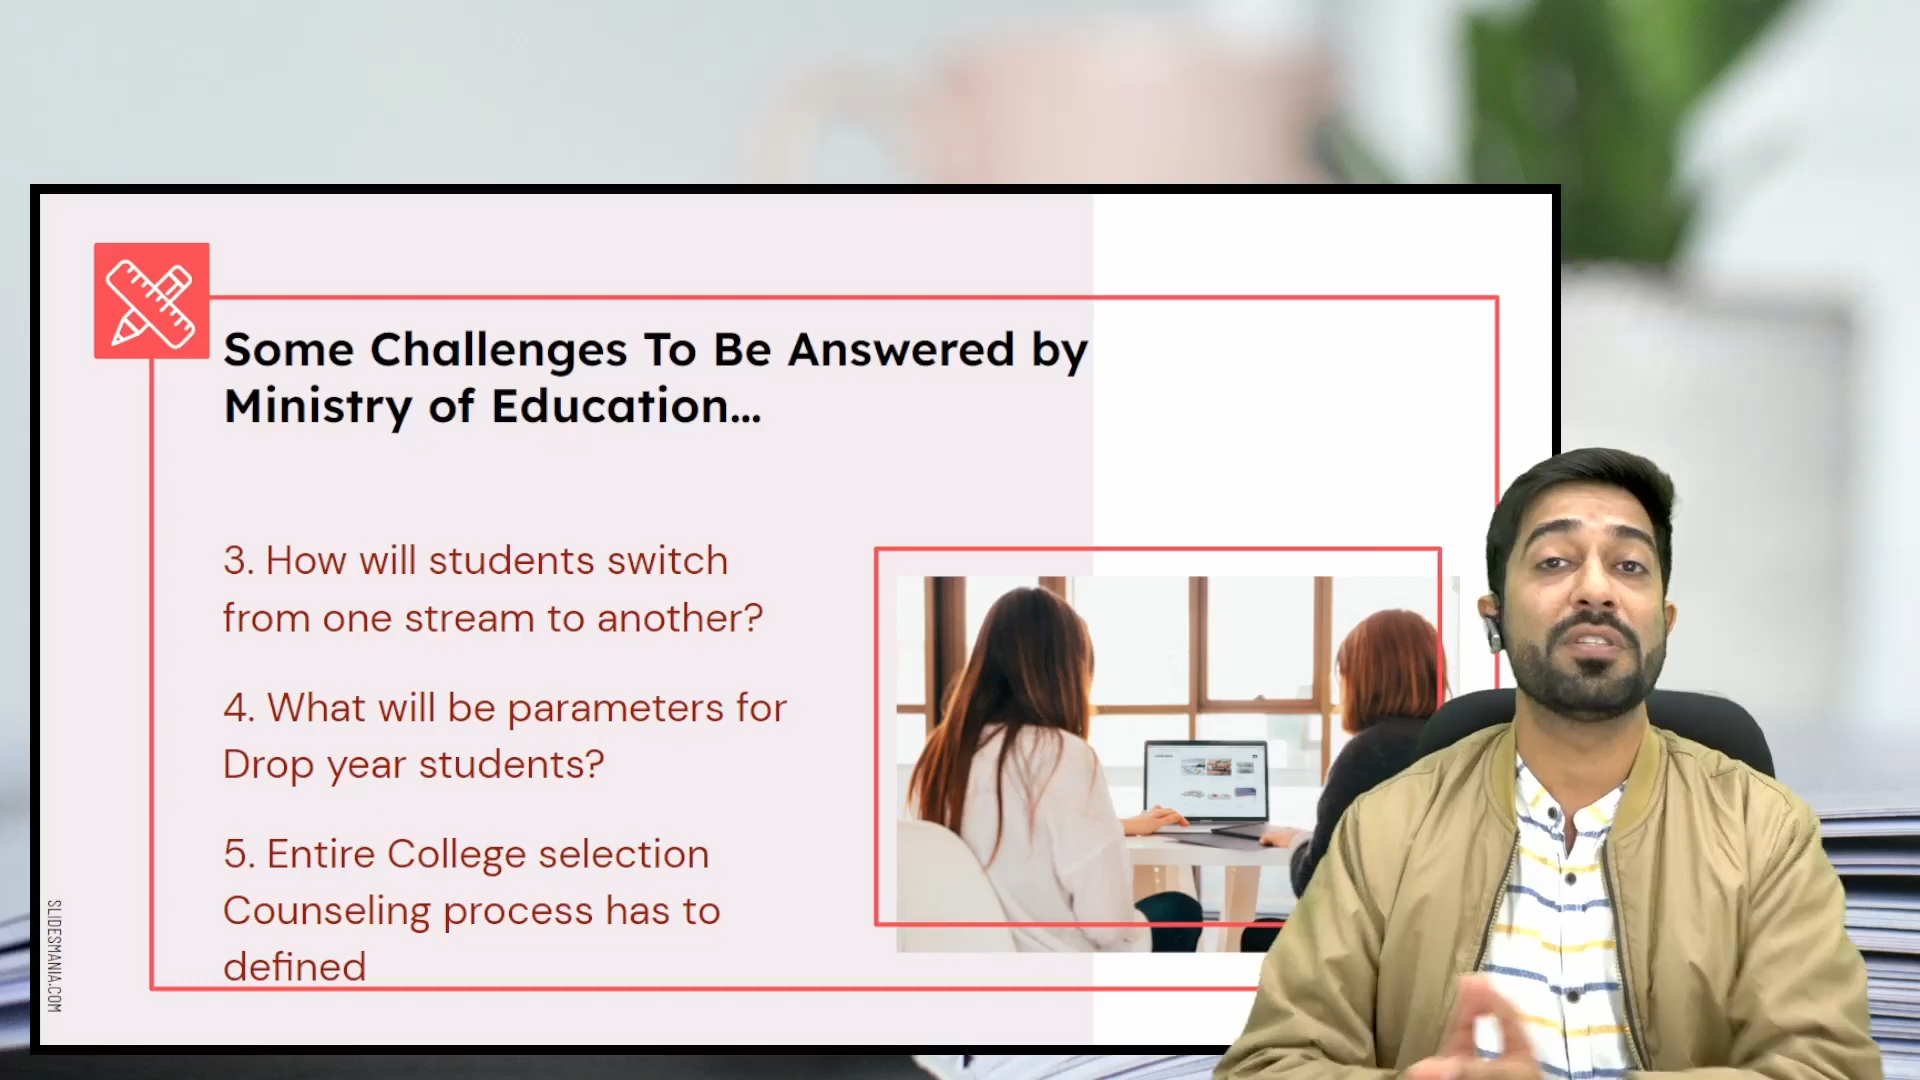 Some Challenges To Be Answered by
Ministry of Education...
3. How will students switch
from one stream to another?
4. What will be parameters for
Drop year students?
5. Entire College selection
Counseling process has to
defined
SLIDESMANIA.COM